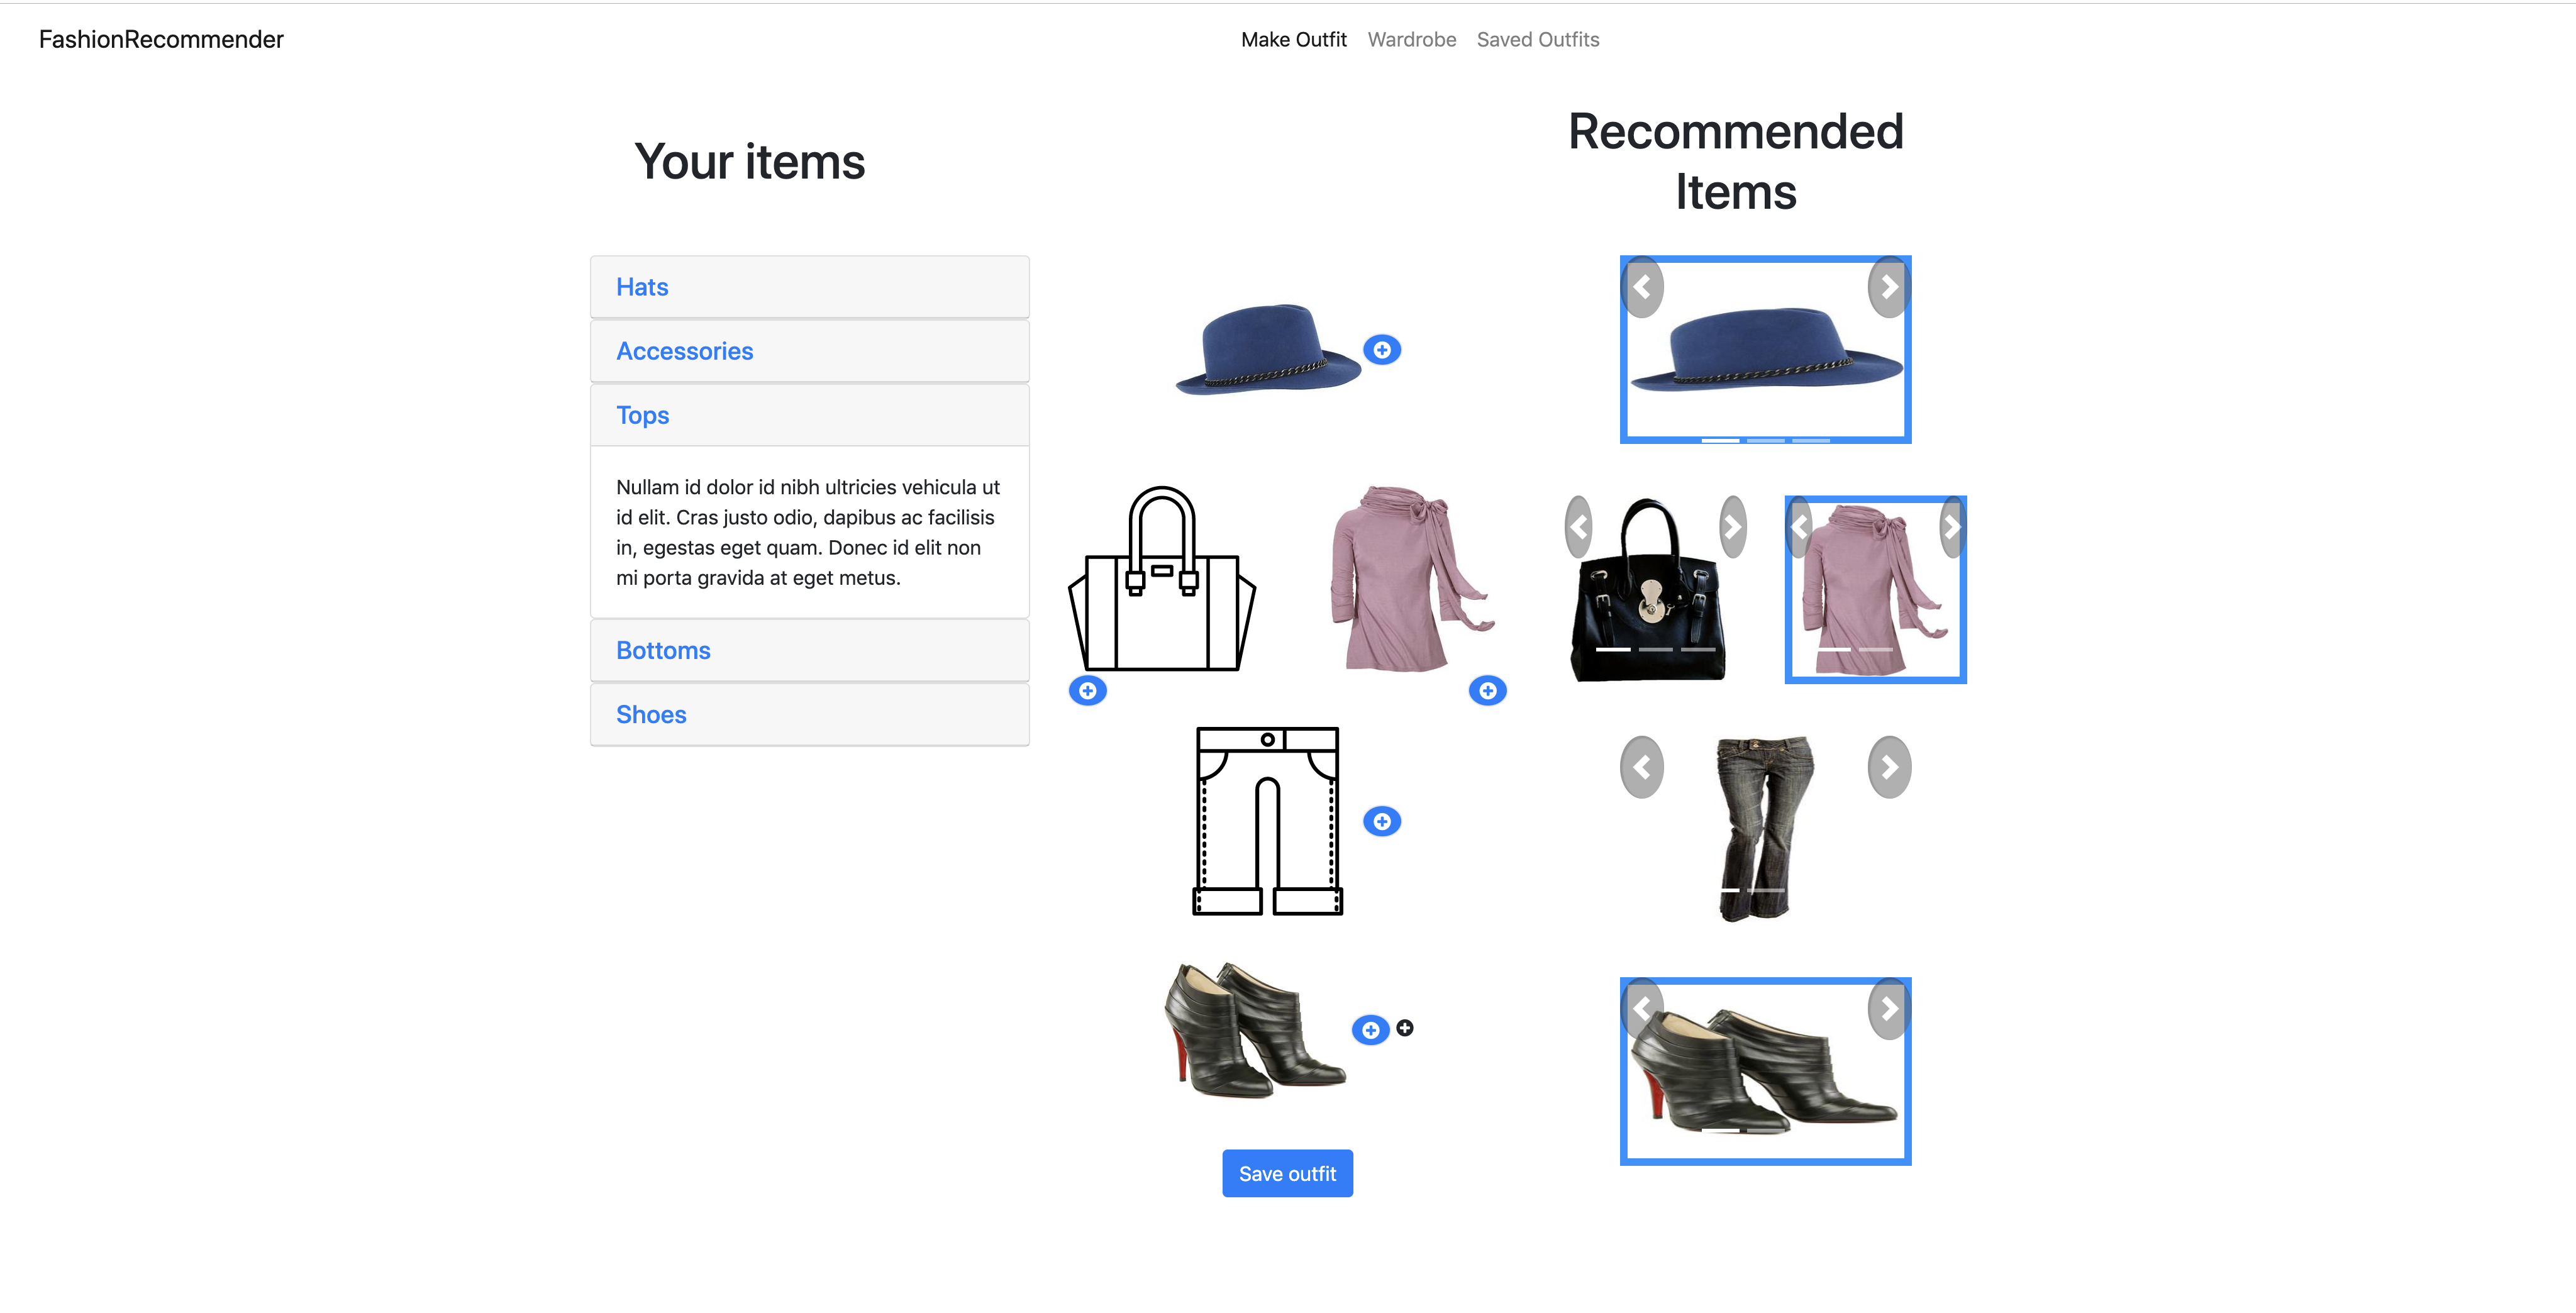 FashionRecommender
Make Outfit
Wardrobe
Saved Outfits
Your items
Hats
Accessories
Tops
Nullam id dolor id nibh ultricies vehicula ut
id elit. Cras justo odio, dapibus ac facilisis
in, egestas eget quam. Donec id elit non
mi porta gravida at eget metus.
Bottoms
Shoes
Save outfit
Recommended
Items